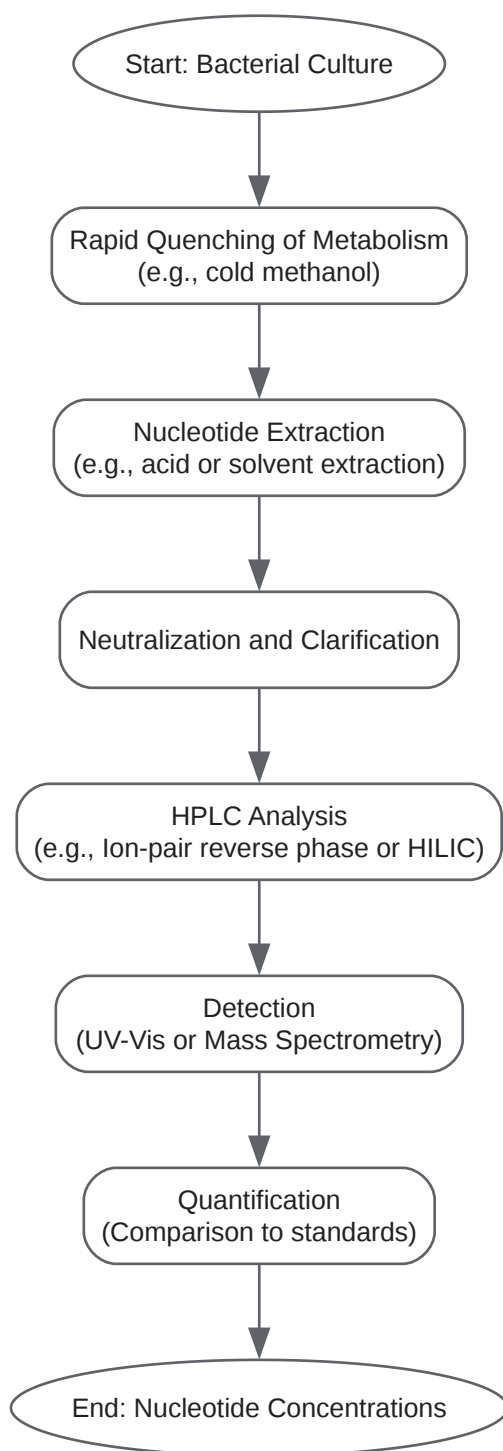 Start: Bacterial Culture
Rapid Quenching of Metabolism
(e.g., cold methanol)
Nucleotide Extraction
(e.g., acid or solvent extraction)
Neutralization and Clarification
HPLC Analysis
(e.g., Ion-pair reverse phase or HILIC)
Detection
(UV-Vis or Mass Spectrometry)
Quantification
(Comparison to standards)
End: Nucleotide Concentrations